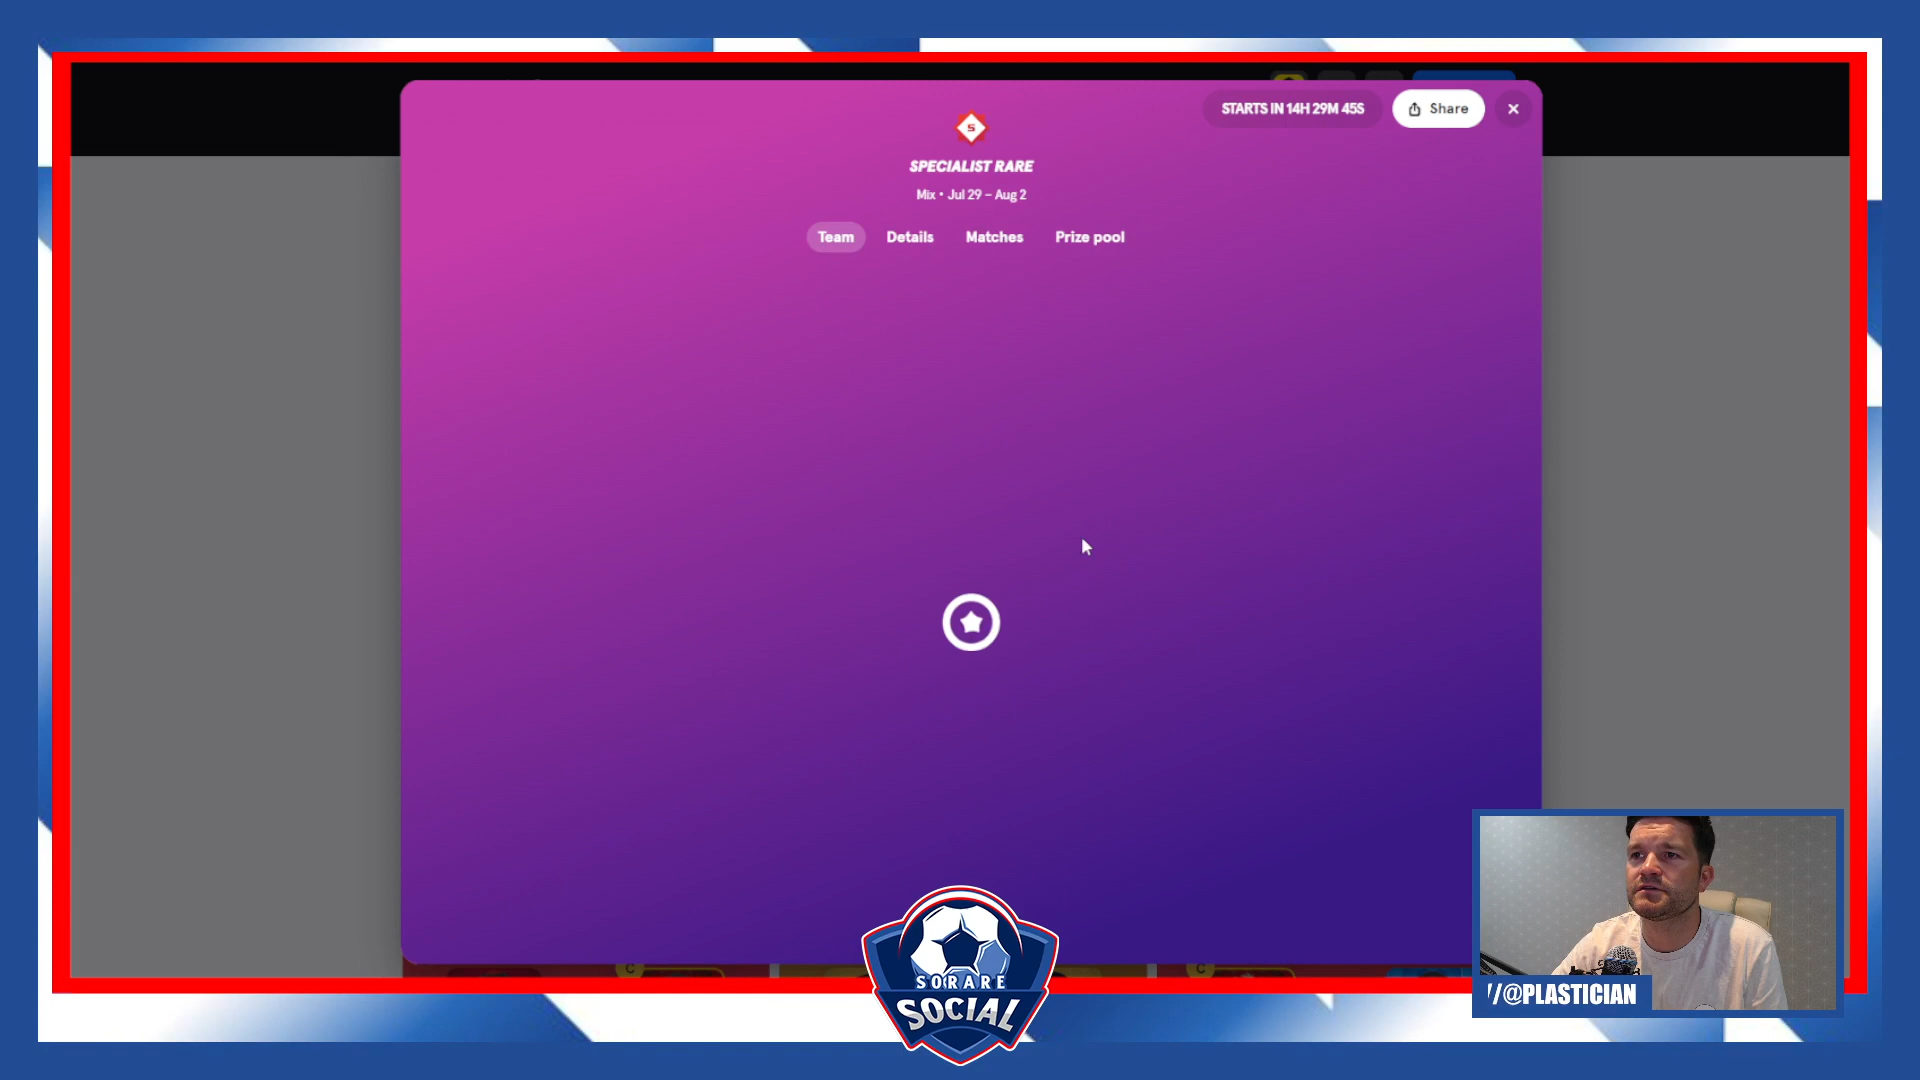 STARTS IN 14H 29M 45S
Share
S
SPECIALIST RARE
Mix • Jul 29 – Aug 2
Team
Details
Matches
Prize pool
C
C
SORARE
SOCIAL
//@PLASTICIAN